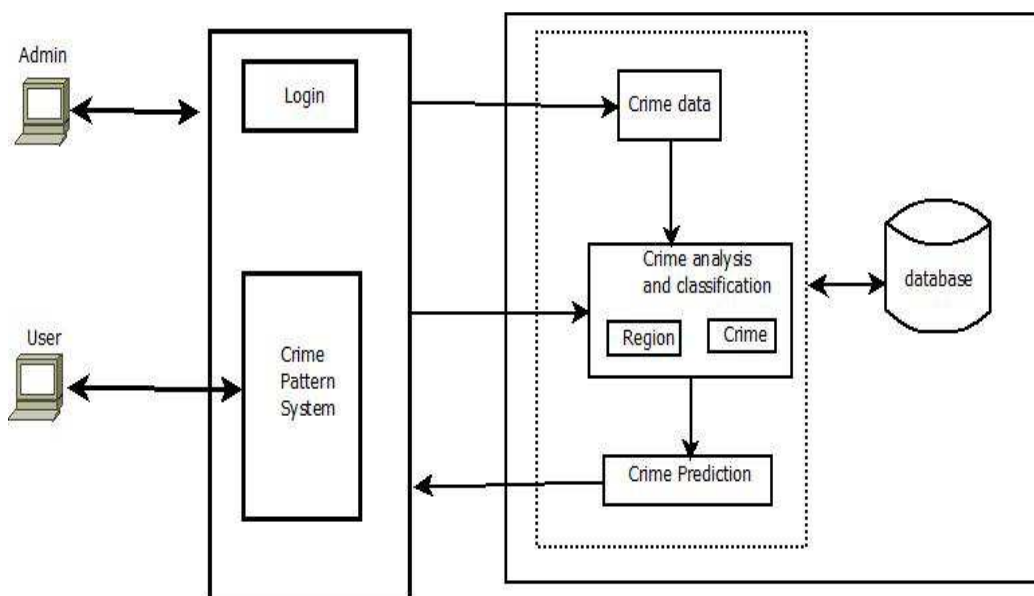 Admin
Login
Crime data
Crime analysis
and classification
Region
Crime
database
User
Crime
Pattern
System
Crime Prediction